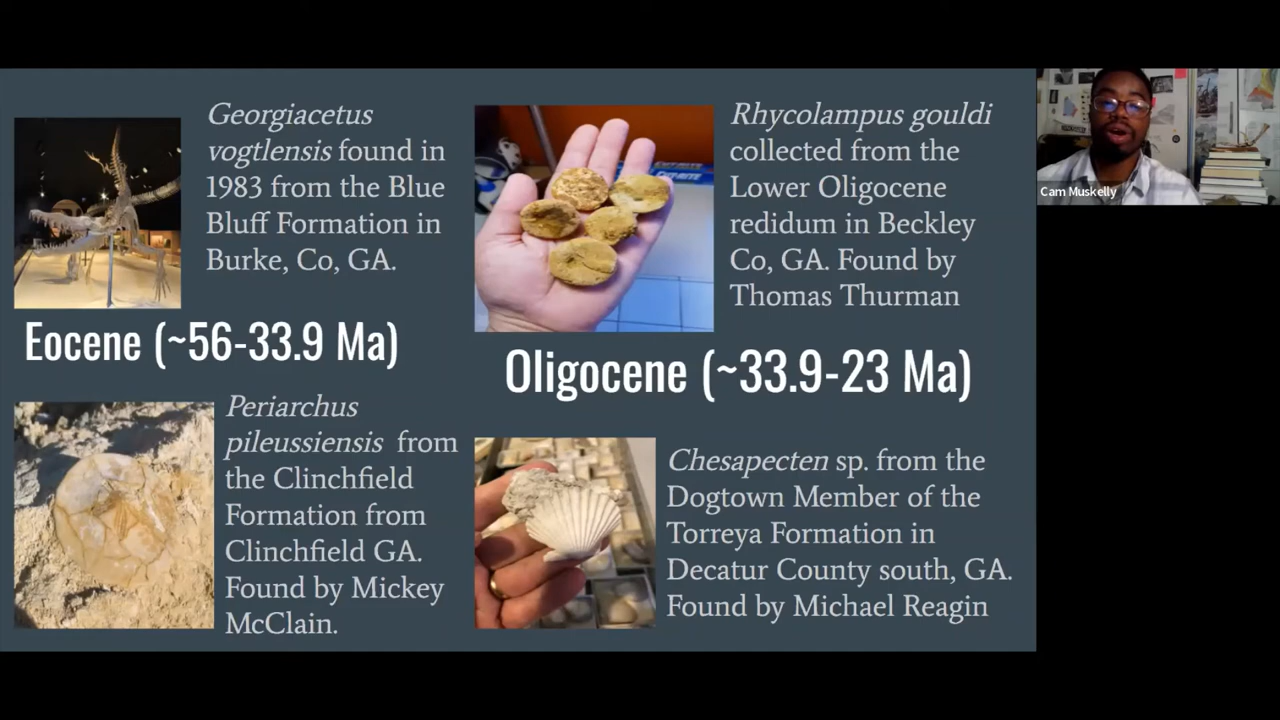 Georgiacetus
vogtlensis found in
1983 from the Blue
Bluff Formation in
Burke, Co, GA.
Eocene (~56-33.9 Ma)
Periarchus
pileussiensis from
the Clinchfield
Formation from
Clinchfield GA.
Found by Mickey
McClain.
Rhycolampus gouldi
collected from the
Lower Oligocene
redidum in Beckley
Co, GA. Found by
Thomas Thurman
Oligocene (~33.9-23 Ma)
Chesapecten sp. from the
Dogtown Member of the
Torreya Formation in
Decatur County south, GA.
Found by Michael Reagin
Cam Muskelly